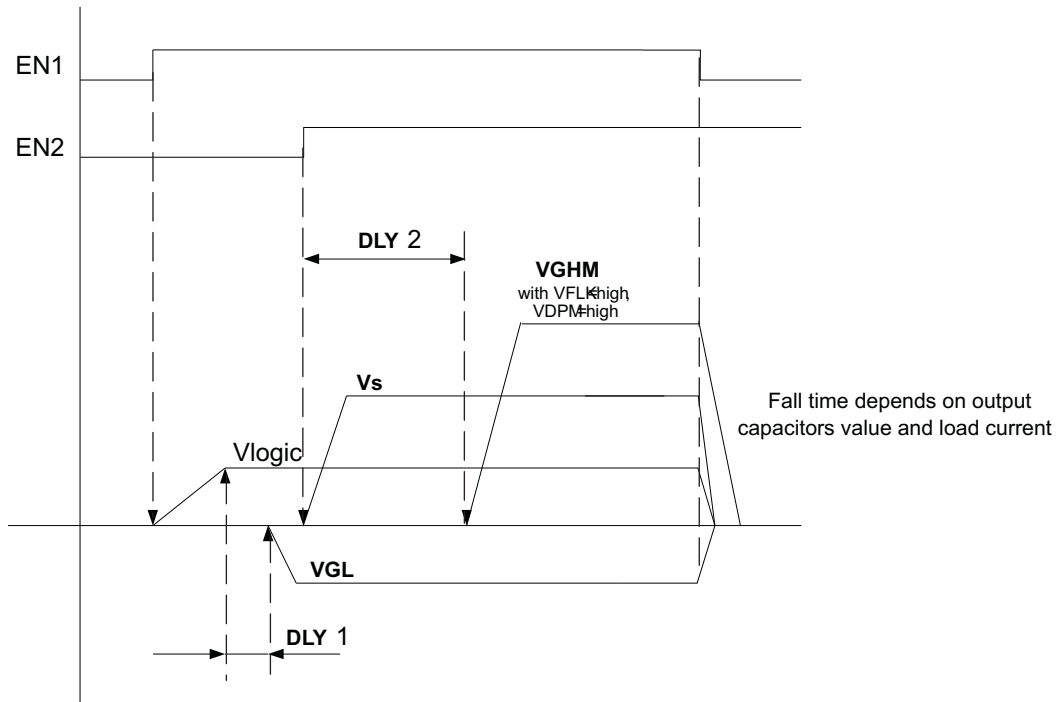 EN1
EN2
DLY 2
VGHM
with VFLK=high,
VDPM=high
Vs
Fall time depends on output
capacitors value and load current
Vlogic
VGL
DLY 1